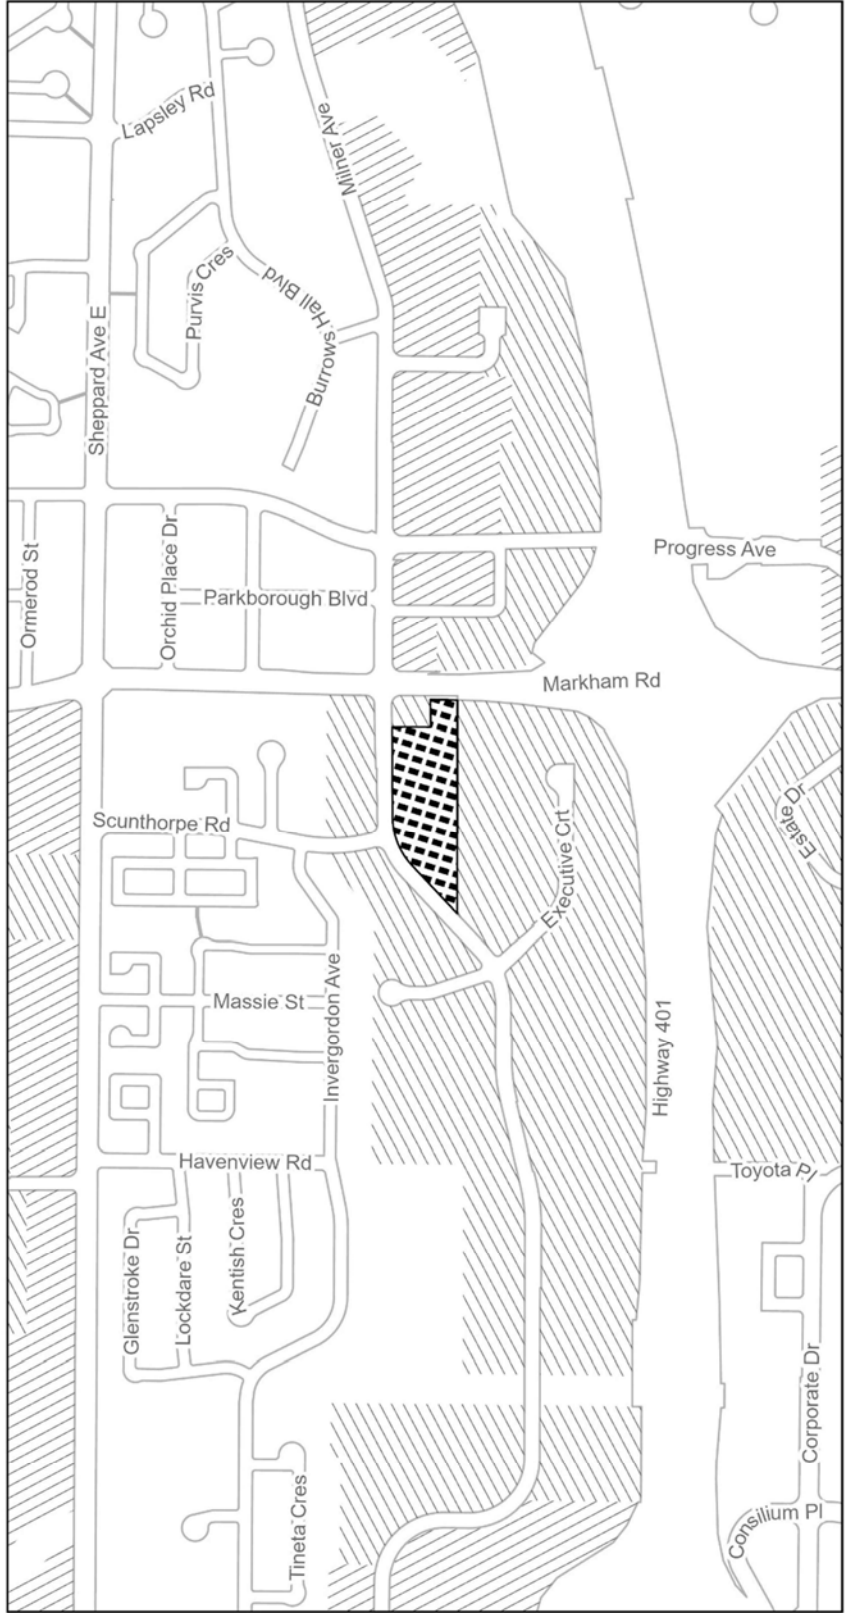 Lapsley Rd
Milner Ave
Purvis Cres
Burrows Hall Blvd
Sheppard Ave E
Ormerod St
Orchid Place Dr
Parkborough Blvd
Progress Ave
Markham Rd
Scunthorpe Rd
Executive Crt
Estate Dr
Massie St
Invergordon Ave
Highway 401
Havenview Rd
Toyota Pl
Glenstroke Dr
Lockdare St
Kentish Cres
Corporate Dr
Tineta Cres
Consilium Pl